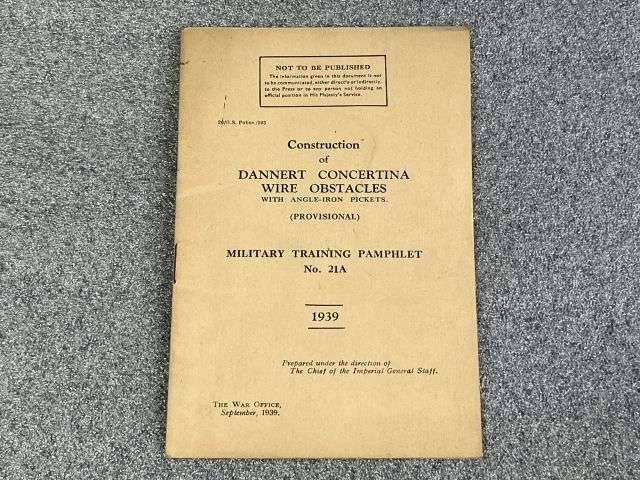 NOT TO BE PUBLISHED
The information given in this document is not
to be communicated, either directly or indirectly,
to the Press or to any person not holding an
official position in His Majesty's Service.
Construction
of
DANNERT CONCERTINA
WIRE OBSTACLES
WITH ANGLE-IRON PICKETS.
(PROVISIONAL)
MILITARY TRAINING PAMPHLET
No. 21A
1939
Prepared under the direction of
The Chief of the Imperial General Staff.
THE WAR OFFICE,
September, 1939.